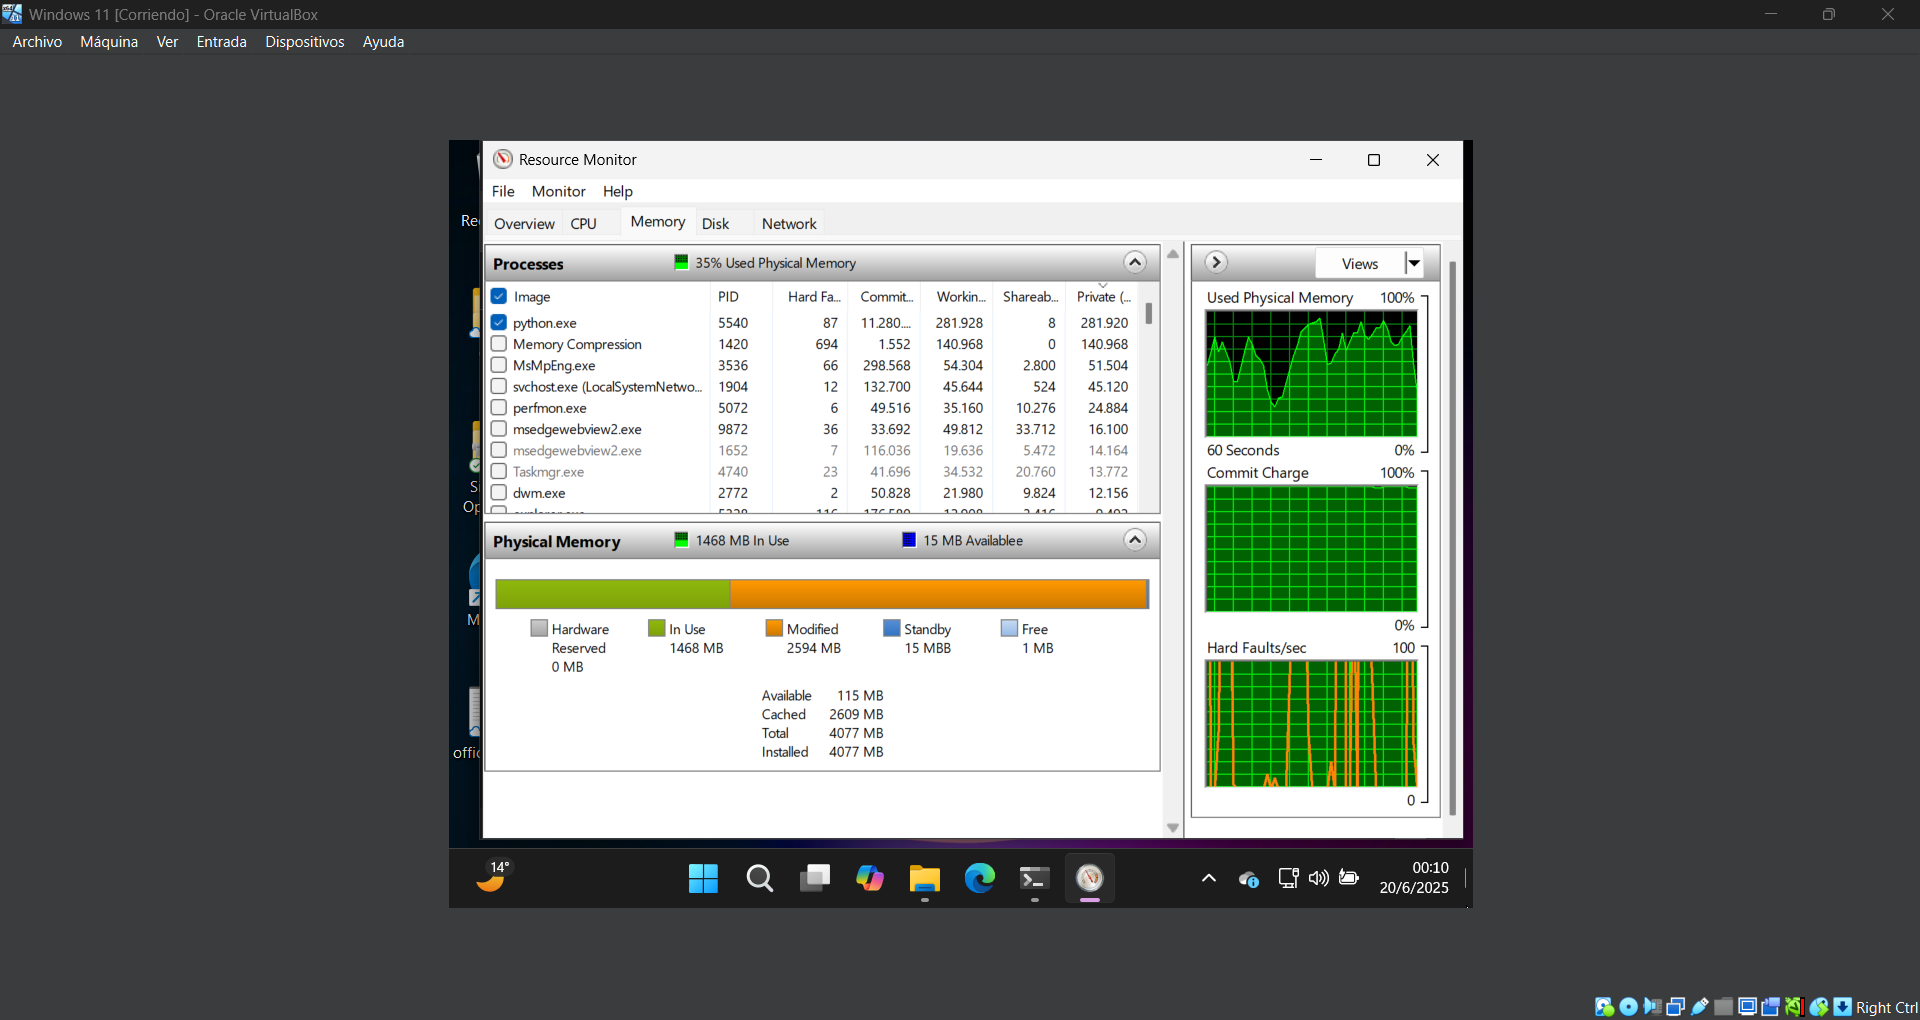 Windows 11 [Corriendo] - Oracle VirtualBox
Archivo Máquina Ver Entrada Dispositivos Ayuda
Resource Monitor
File Monitor Help
Overview CPU Memory Disk Network
Processes 35% Used Physical Memory
Image PID Hard Fa... Commit... Workin... Shareab... Private (...
python.exe 5540 87 11.280.... 281.928 8 281.920
Memory Compression 1420 694 1.552 140.968 0 140.968
MsMpEng.exe 3536 66 298.568 54.304 2.800 51.504
svchost.exe (LocalSystemNetwo... 1904 12 132.700 45.644 524 45.120
perfmon.exe 5072 6 49.516 35.160 10.276 24.884
msedgewebview2.exe 9872 36 33.692 49.812 33.712 16.100
msedgewebview2.exe 1652 7 116.036 19.636 5.472 14.164
Taskmgr.exe 4740 23 41.696 34.532 20.760 13.772
dwm.exe 2772 2 50.828 21.980 9.824 12.156
Physical Memory 1468 MB In Use 15 MB Availablee
Hardware Reserved 0 MB
In Use 1468 MB
Modified 2594 MB
Standby 15 MBB
Free 1 MB
Available 115 MB
Cached 2609 MB
Total 4077 MB
Installed 4077 MB
Views
Used Physical Memory 100%
60 Seconds 0%
Commit Charge 100%
0%
Hard Faults/sec 100
0
14°
00:10
20/6/2025
Right Ctrl